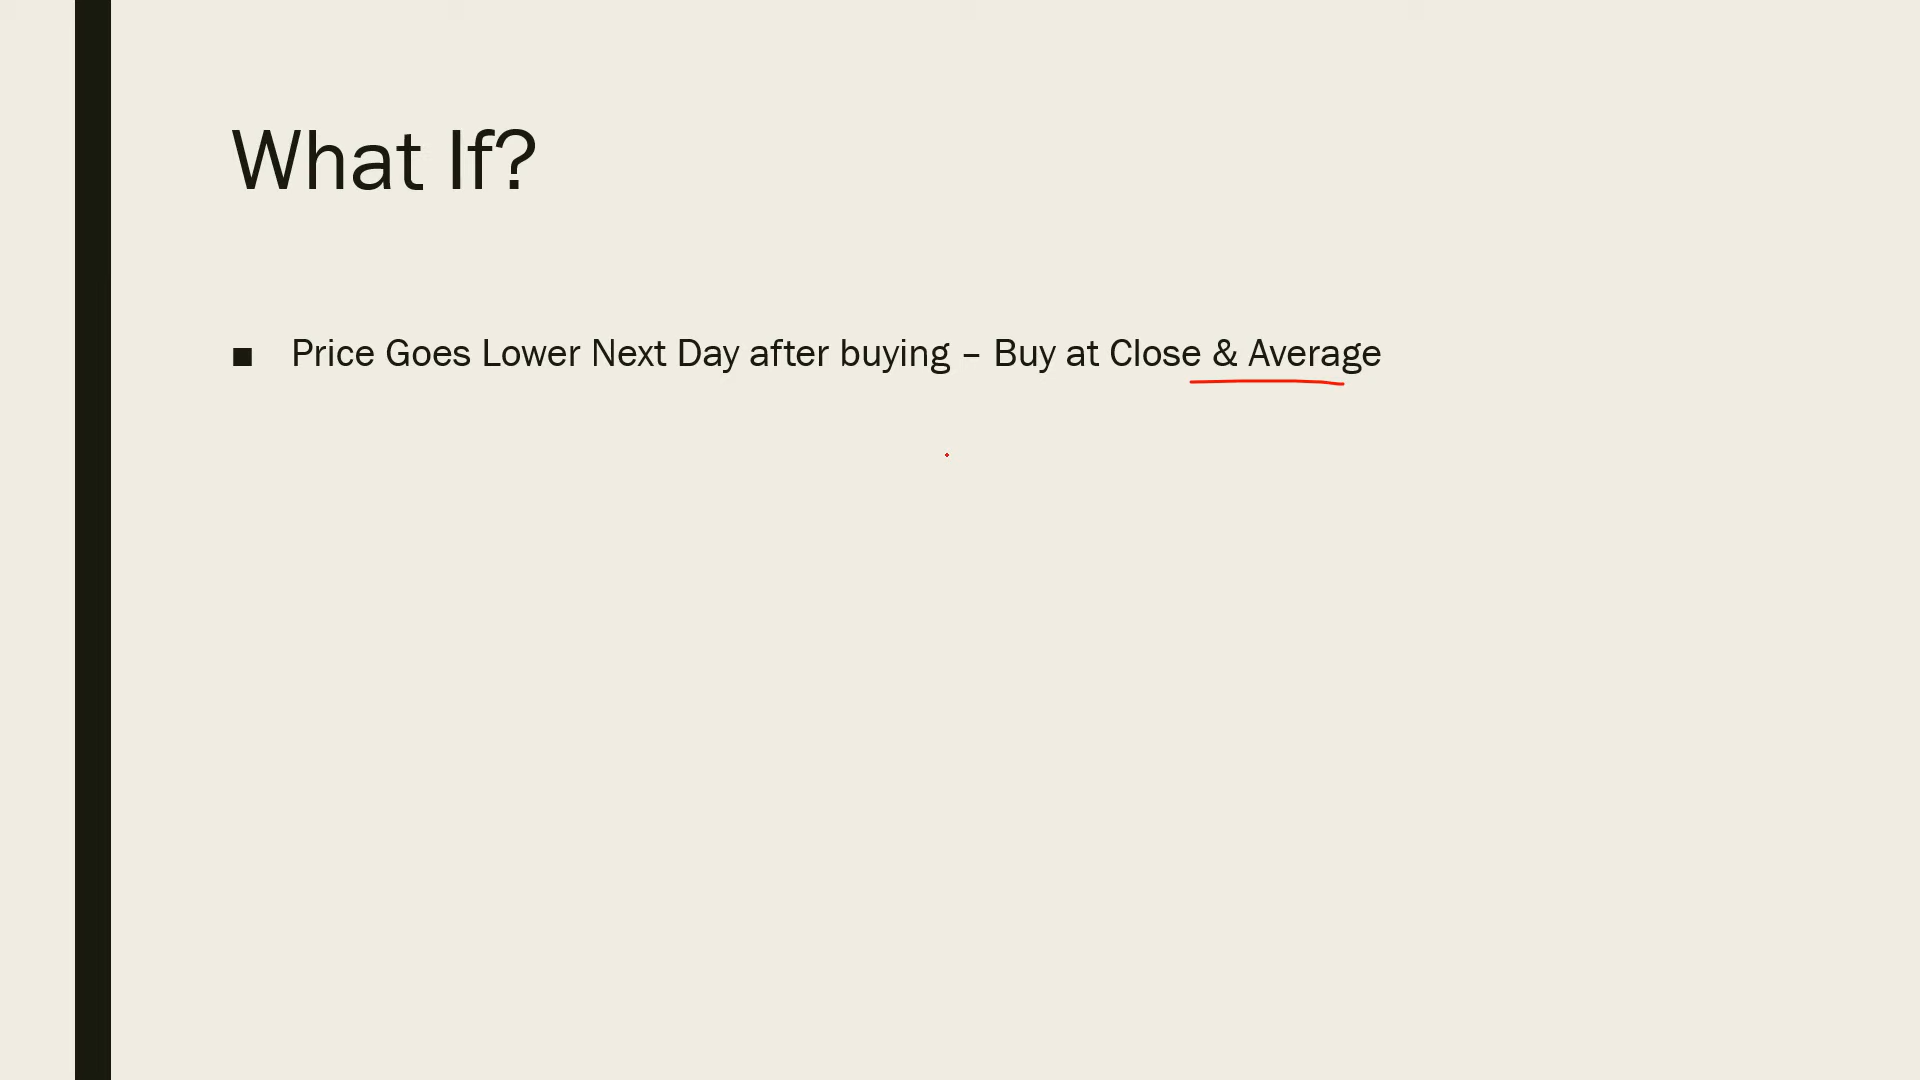 What If?
■ Price Goes Lower Next Day after buying – Buy at Close & Average